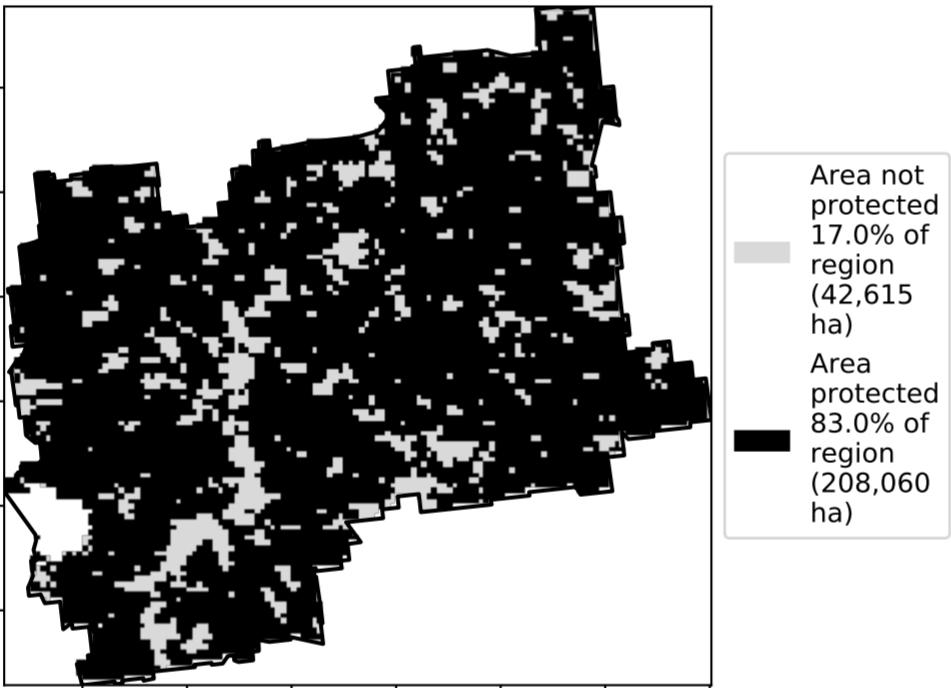 Area not
protected
17.0% of
region
(42,615
ha)
Area
protected
83.0% of
region
(208,060
ha)